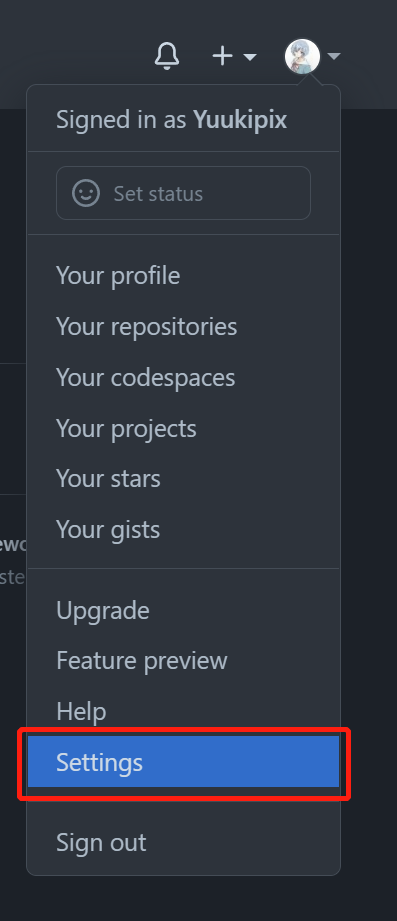 Signed in as Yuukipix
Set status
Your profile
Your repositories
Your codespaces
Your projects
Your stars
Your gists
Upgrade
Feature preview
Help
Settings
Sign out